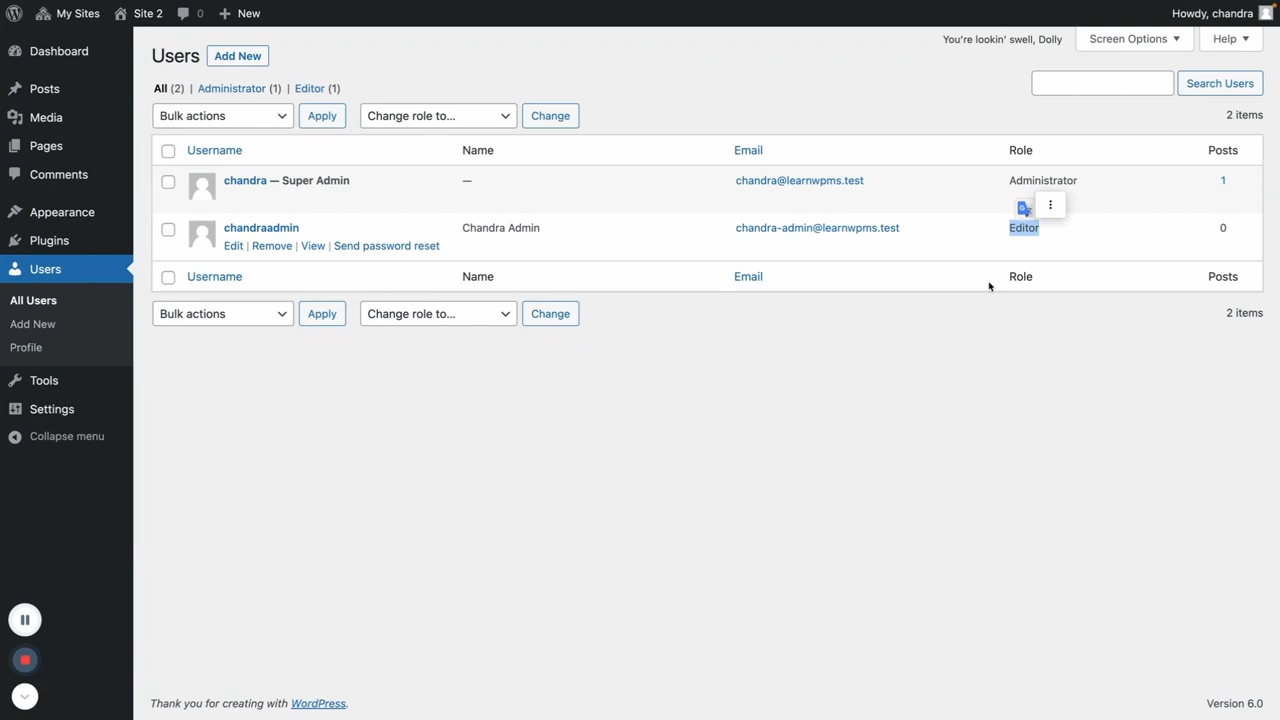 My Sites Site 2 0 New Howdy, chandra
You're lookin' swell, Dolly Screen Options Help
Dashboard
Posts
Media
Pages
Comments
Appearance
Plugins
Users
All Users
Add New
Profile
Tools
Settings
Collapse menu
Users Add New
All (2) | Administrator (1) | Editor (1)
Search Users
Bulk actions Apply Change role to... Change 2 items
Username Name Email Role Posts
chandra — Super Admin — chandra@learnwpms.test Administrator 1
chandraadmin Chandra Admin chandra-admin@learnwpms.test Editor 0
Edit | Remove | View | Send password reset
Username Name Email Role Posts
Bulk actions Apply Change role to... Change 2 items
Thank you for creating with WordPress. Version 6.0